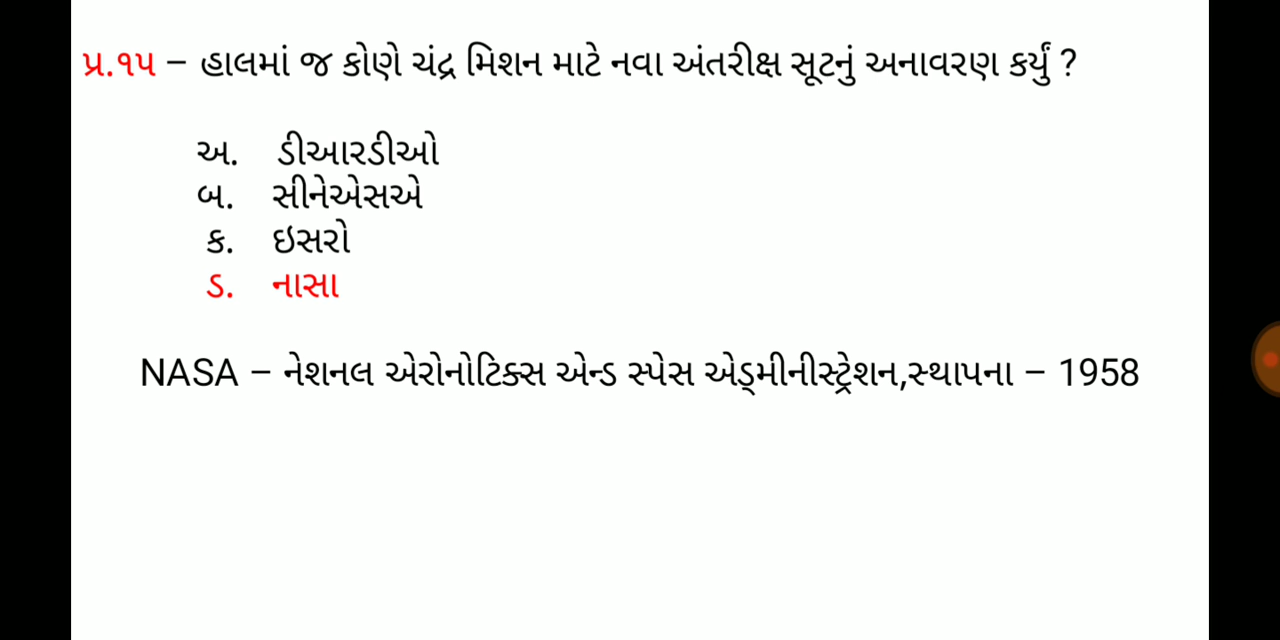 પ્ર.૧૫ – હાલમાં જ કોણે ચંદ્ર મિશન માટે નવા અંતરીક્ષ સૂટનું અનાવરણ કર્યું ?
અ. ડીઆરડીઓ
બ. સીનેએસએ
ક. ઇસરો
ડ. નાસા
NASA – નેશનલ એરોનોટિક્સ એન્ડ સ્પેસ એડ્મીનીસ્ટ્રેશન,સ્થાપના – 1958